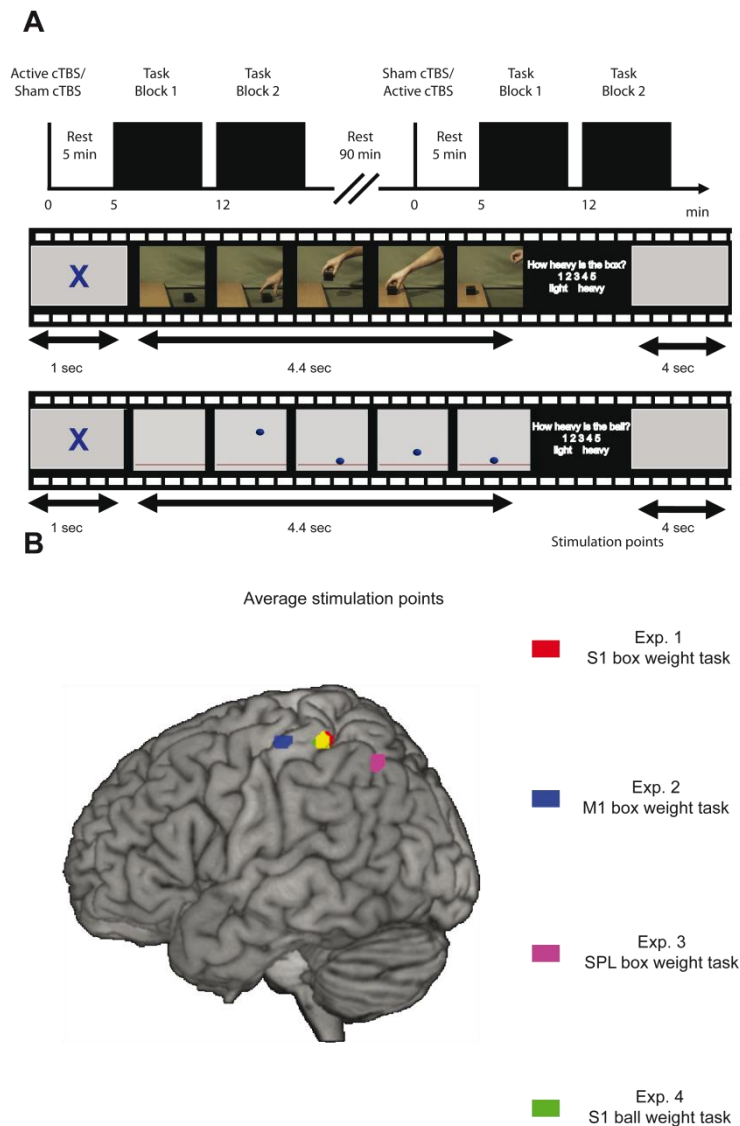 A
Active cTBS/
Sham cTBS
Task
Block 1
Task
Block 2
Sham cTBS/
Active cTBS
Task
Block 1
Task
Block 2
Rest
5 min
Rest
90 min
Rest
5 min
0
5
12
0
5
12
min
X
How heavy is the box?
1 2 3 4 5
light heavy
1 sec
4.4 sec
4 sec
X
How heavy is the ball?
1 2 3 4 5
light heavy
1 sec
4.4 sec
4 sec
B
Stimulation points
Average stimulation points
Exp. 1
S1 box weight task
Exp. 2
M1 box weight task
Exp. 3
SPL box weight task
Exp. 4
S1 ball weight task